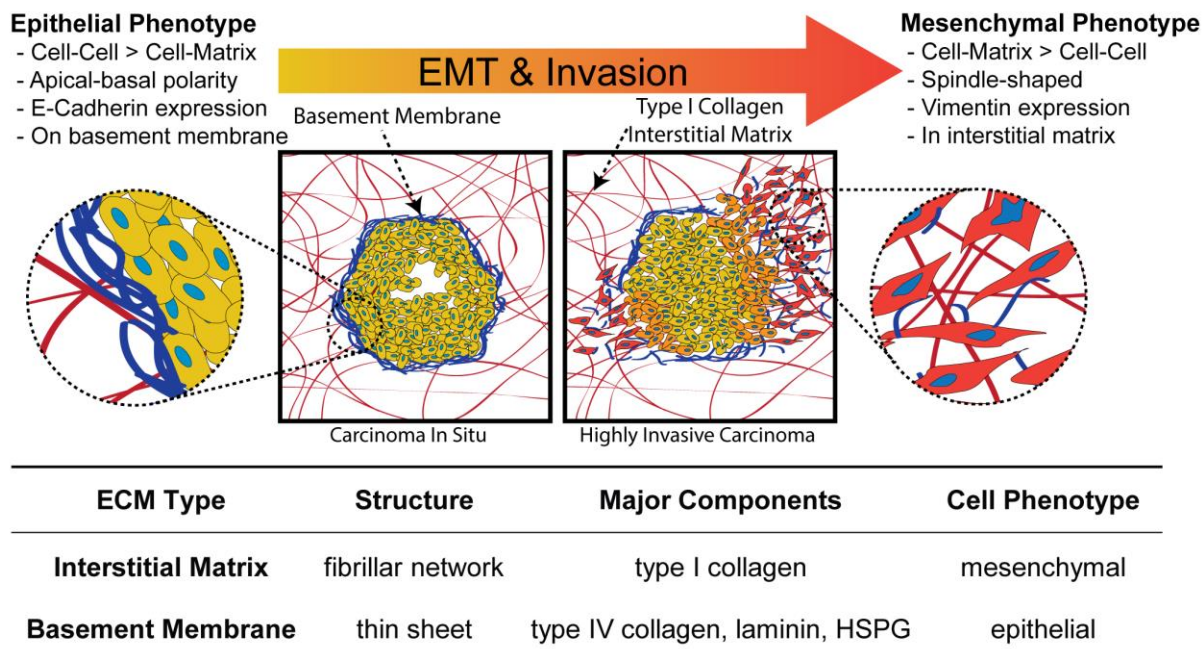 Epithelial Phenotype
- Cell-Cell > Cell-Matrix
- Apical-basal polarity
- E-Cadherin expression
- On basement membrane
EMT & Invasion
Mesenchymal Phenotype
- Cell-Matrix > Cell-Cell
- Spindle-shaped
- Vimentin expression
- In interstitial matrix
Basement Membrane
Type I Collagen
Interstitial Matrix
Carcinoma In Situ
Highly Invasive Carcinoma
ECM Type Structure Major Components Cell Phenotype
Interstitial Matrix fibrillar network type I collagen mesenchymal
Basement Membrane thin sheet type IV collagen, laminin, HSPG epithelial